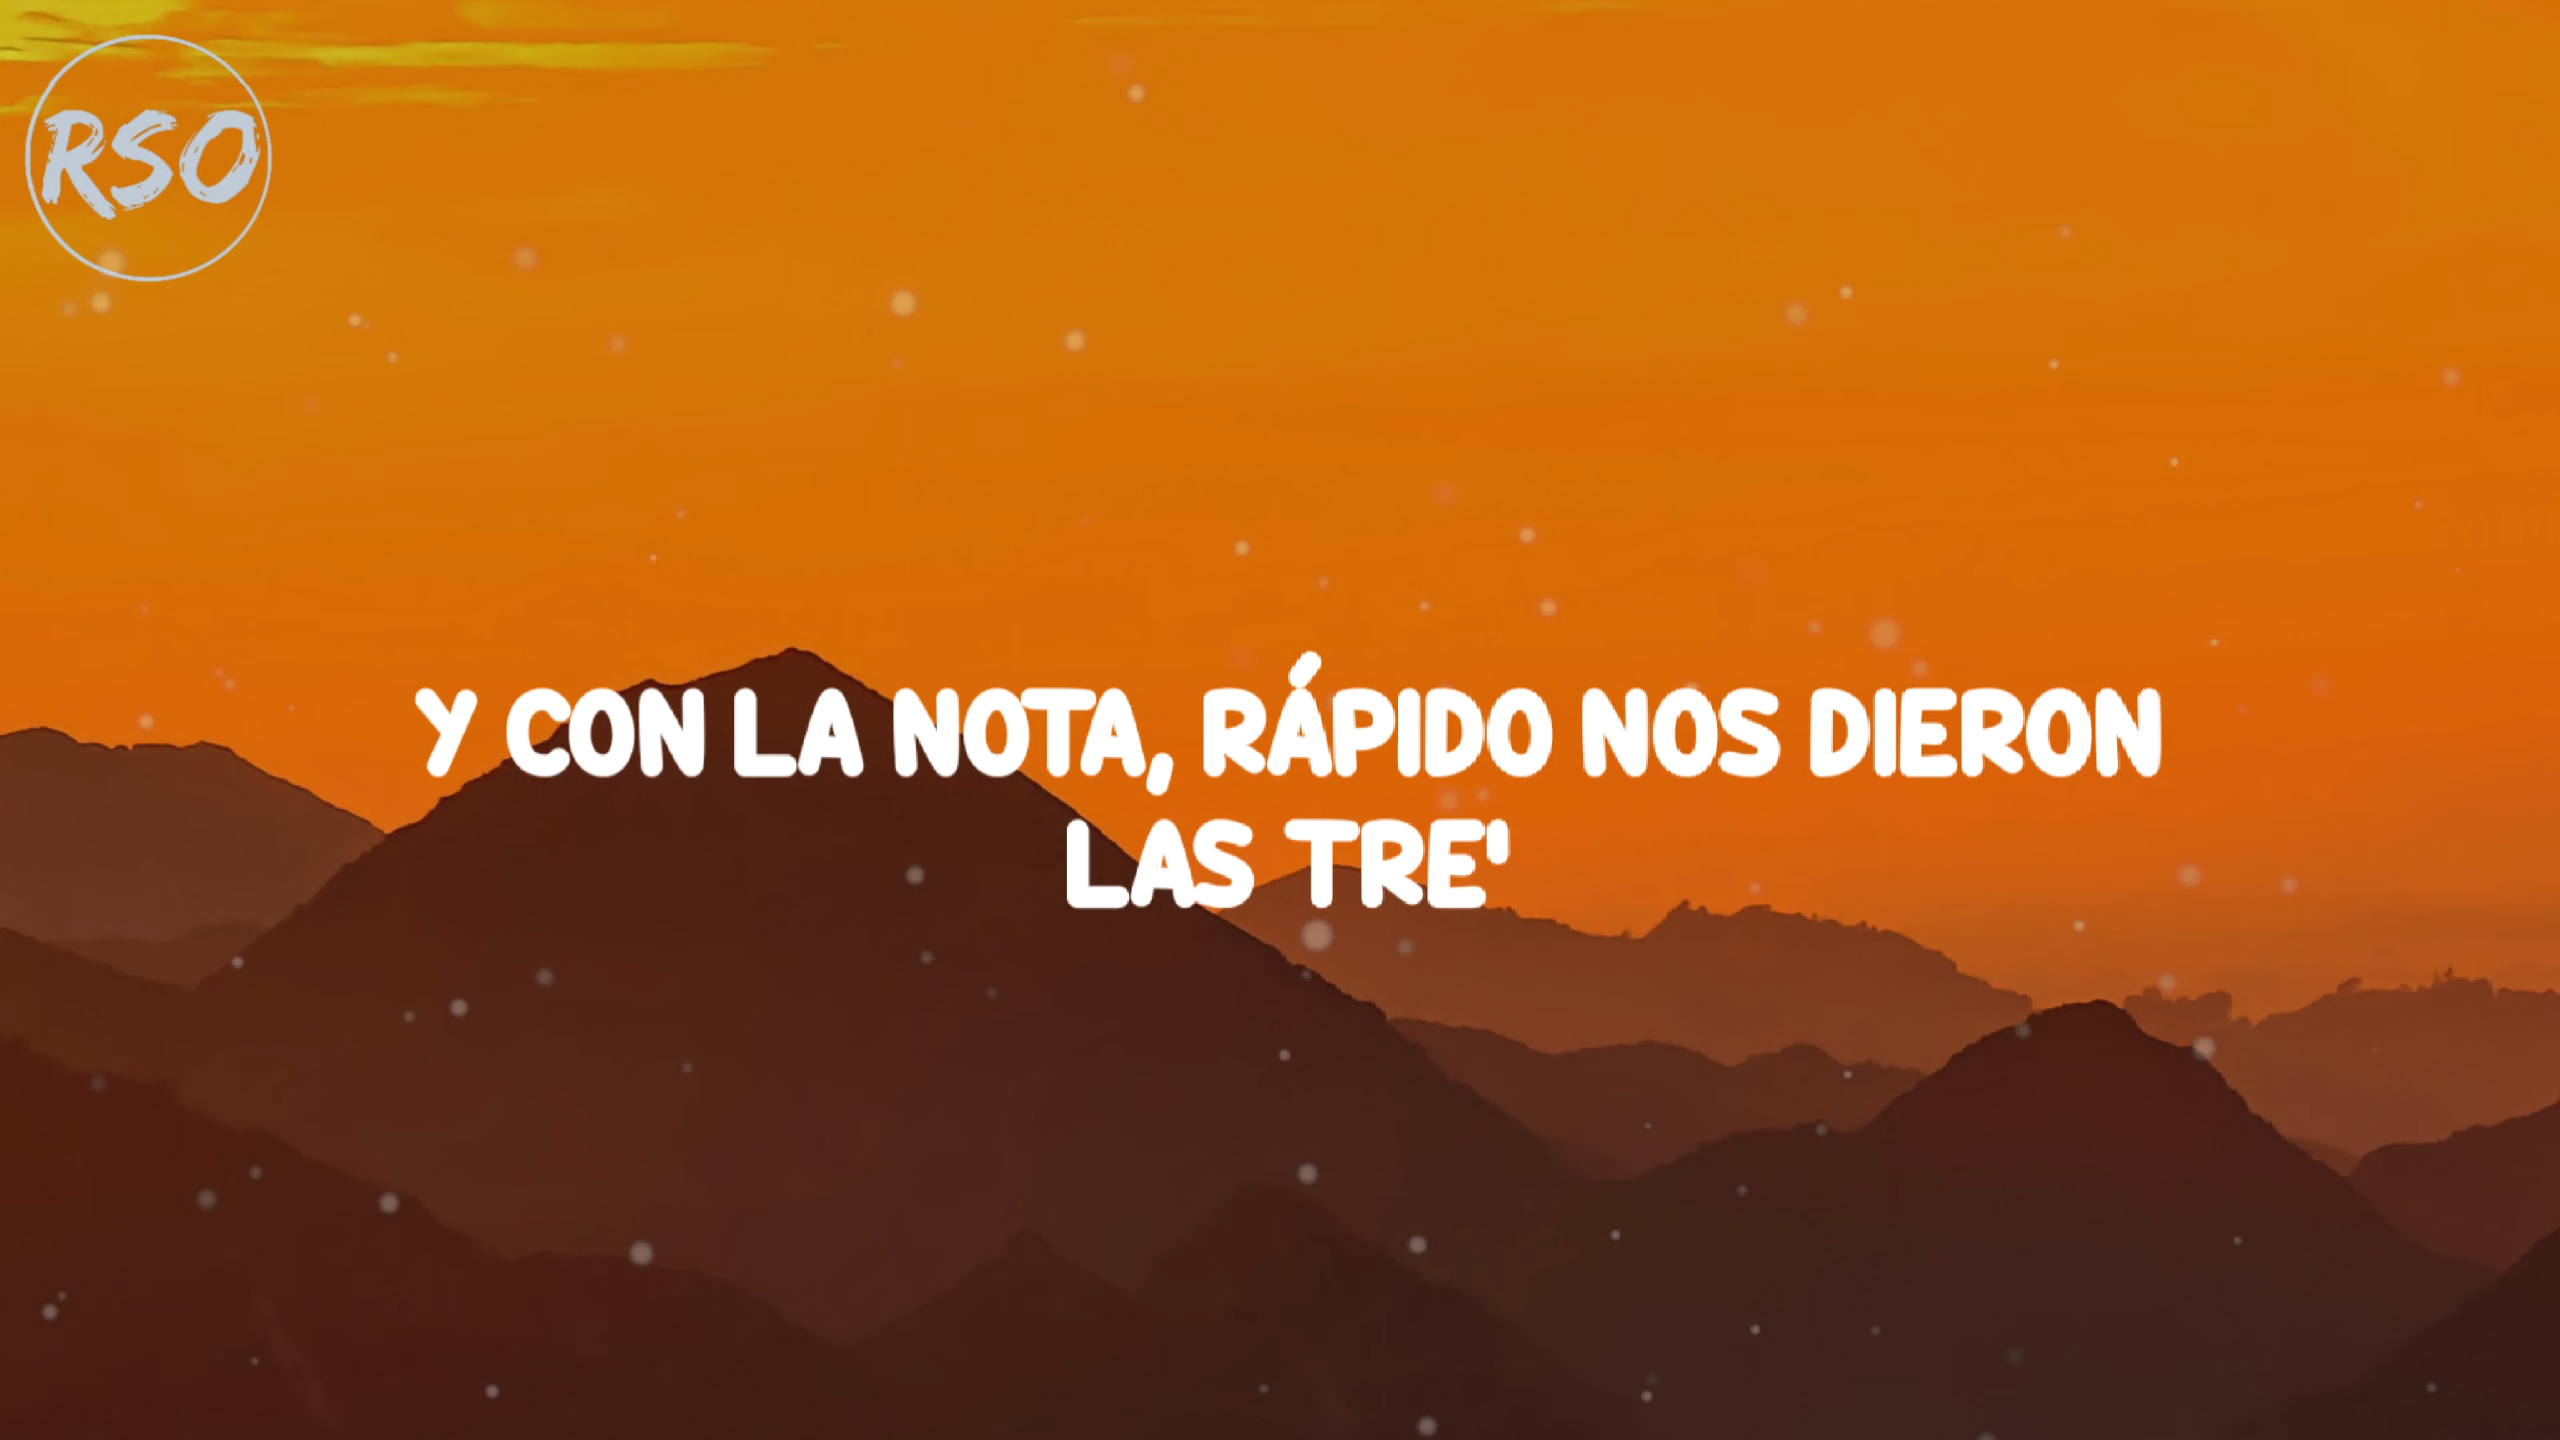 RSO
Y CON LA NOTA, RÁPIDO NOS DIERON
LAS TRE'